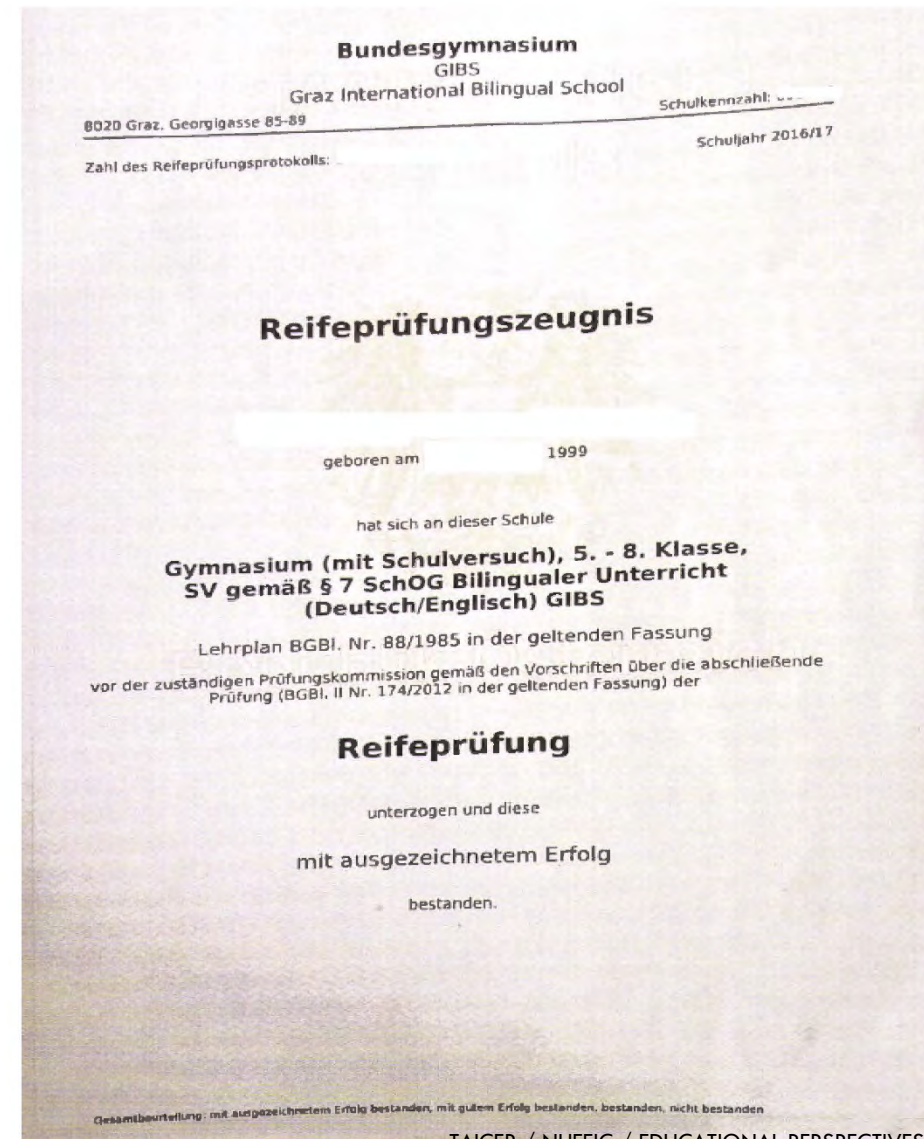 Bundesgymnasium
GIBS
Graz International Bilingual School
8020 Graz, Georgigasse 85-89
Schulkennzahl:
Schuljahr 2016/17
Zahl des Reifeprüfungsprotokolls:
Reifeprüfungszeugnis
geboren am 1999
hat sich an dieser Schule
Gymnasium (mit Schulversuch), 5. - 8. Klasse,
SV gemäß § 7 SchOG Bilingualer Unterricht
(Deutsch/Englisch) GIBS
Lehrplan BGBl. Nr. 88/1985 in der geltenden Fassung
vor der zuständigen Prüfungskommission gemäß den Vorschriften über die abschließende
Prüfung (BGBl. II Nr. 174/2012 in der geltenden Fassung) der
Reifeprüfung
unterzogen und diese
mit ausgezeichnetem Erfolg
bestanden.
Gesamtbeurteilung: mit ausgezeichnetem Erfolg bestanden, mit gutem Erfolg bestanden, bestanden, nicht bestanden